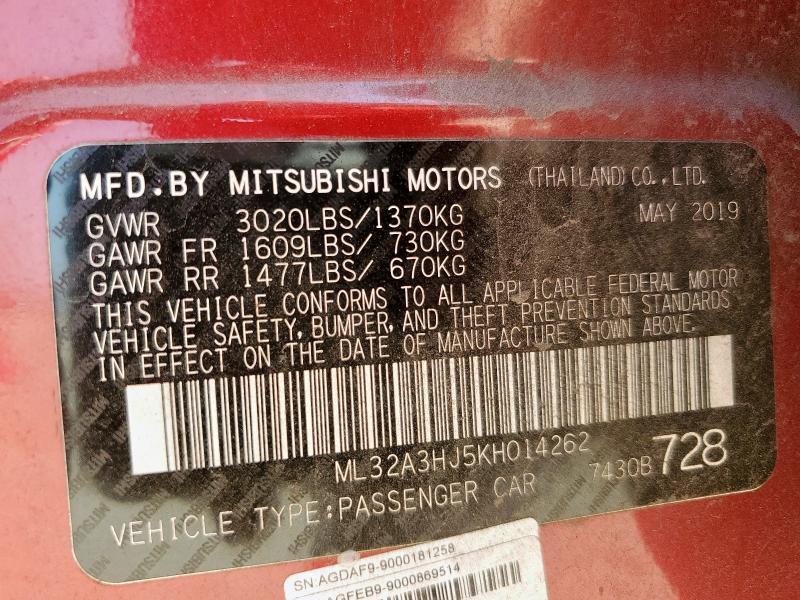 MFD.BY MITSUBISHI MOTORS (THAILAND) CO.,LTD.
GVWR 3020LBS/1370KG MAY 2019
GAWR FR 1609LBS/ 730KG
GAWR RR 1477LBS/ 670KG
THIS VEHICLE CONFORMS TO ALL APPLICABLE FEDERAL MOTOR
VEHICLE SAFETY, BUMPER, AND THEFT PREVENTION STANDARDS
IN EFFECT ON THE DATE OF MANUFACTURE SHOWN ABOVE.
ML32A3HJ5KH014262
7430B 728
VEHICLE TYPE:PASSENGER CAR
SN:AGDAF9-9000181258
AGFEB9-9000869514